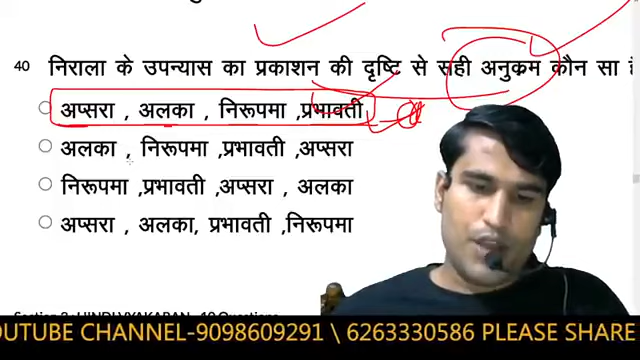 40 निराला के उपन्यास का प्रकाशन की दृष्टि से सही अनुक्रम कौन सा
अप्सरा , अलका , निरूपमा ,प्रभावती
अलका , निरूपमा ,प्रभावती ,अप्सरा
निरूपमा ,प्रभावती ,अप्सरा , अलका
अप्सरा , अलका, प्रभावती ,निरूपमा
OUTUBE CHANNEL-9098609291 \ 6263330586 PLEASE SHARE